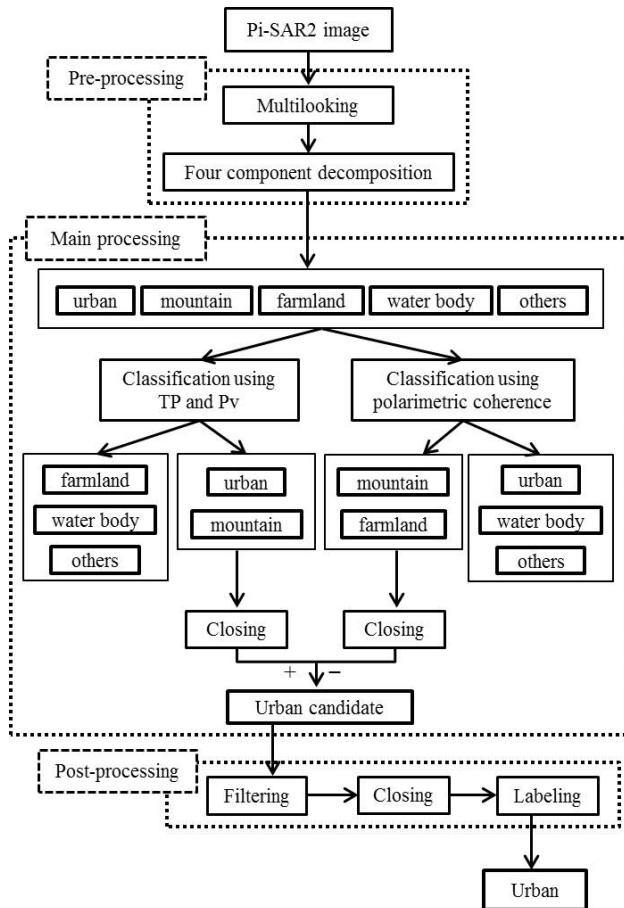 Pi-SAR2 image
Pre-processing
Multilooking
Four component decomposition
Main processing
urban
mountain
farmland
water body
others
Classification using
TP and Pv
Classification using
polarimetric coherence
farmland
water body
others
urban
mountain
mountain
farmland
urban
water body
others
Closing
Closing
+ −
Urban candidate
Post-processing
Filtering
Closing
Labeling
Urban